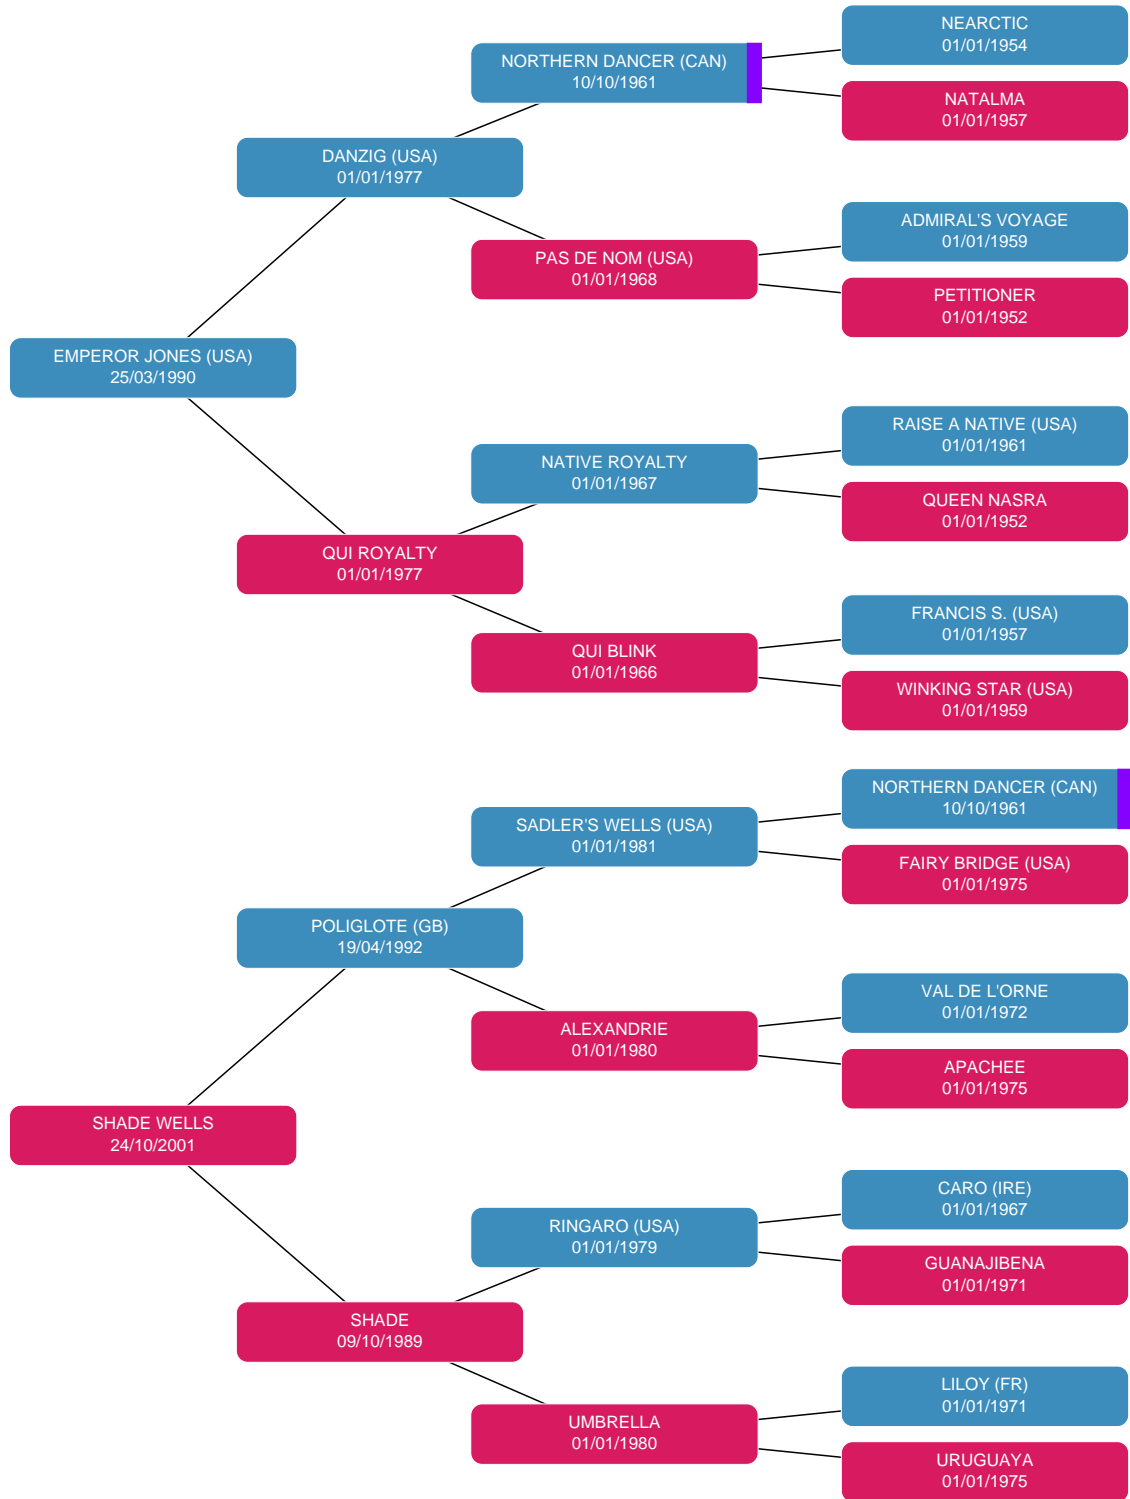 NEARCTIC
01/01/1954
NORTHERN DANCER (CAN)
10/10/1961
NATALMA
01/01/1957
DANZIG (USA)
01/01/1977
ADMIRAL'S VOYAGE
01/01/1959
PAS DE NOM (USA)
01/01/1968
PETITIONER
01/01/1952
EMPEROR JONES (USA)
25/03/1990
RAISE A NATIVE (USA)
01/01/1961
NATIVE ROYALTY
01/01/1967
QUEEN NASRA
01/01/1952
QUI ROYALTY
01/01/1977
FRANCIS S. (USA)
01/01/1957
QUI BLINK
01/01/1966
WINKING STAR (USA)
01/01/1959
NORTHERN DANCER (CAN)
10/10/1961
SADLER'S WELLS (USA)
01/01/1981
FAIRY BRIDGE (USA)
01/01/1975
POLIGLOTE (GB)
19/04/1992
VAL DE L'ORNE
01/01/1972
ALEXANDRIE
01/01/1980
APACHEE
01/01/1975
SHADE WELLS
24/10/2001
CARO (IRE)
01/01/1967
RINGARO (USA)
01/01/1979
GUANAJIBENA
01/01/1971
SHADE
09/10/1989
LILOY (FR)
01/01/1971
UMBRELLA
01/01/1980
URUGUAYA
01/01/1975